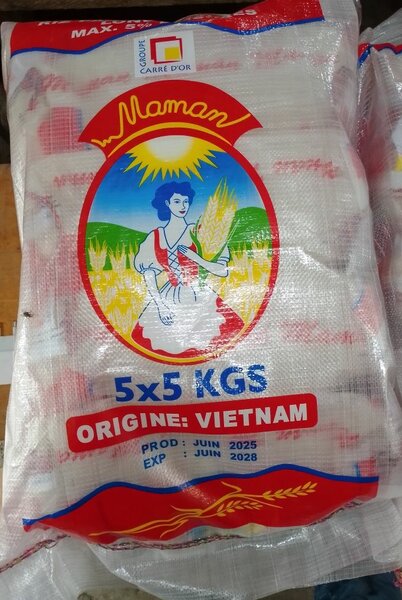 MAX. 5%
GROUPE
CARRÉ D'OR
Maman
5x5 KGS
ORIGINE: VIETNAM
PROD : JUIN 2025
EXP : JUIN 2028